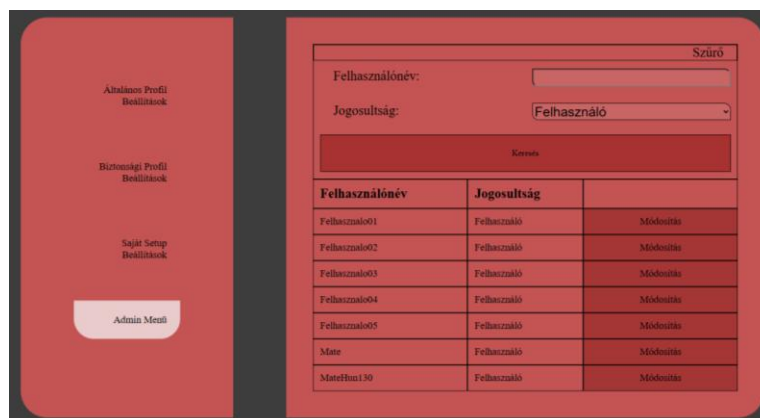 Általános Profil
Beállítások
Biztonsági Profil
Beállítások
Saját Setup
Beállítások
Admin Menü
Szűrő
Felhasználónév:
Jogosultság:
Felhasználó
Keresés
Felhasználónév Jogosultság
Felhasznalo01 Felhasználó Módosítás
Felhasznalo02 Felhasználó Módosítás
Felhasznalo03 Felhasználó Módosítás
Felhasznalo04 Felhasználó Módosítás
Felhasznalo05 Felhasználó Módosítás
Mate Felhasználó Módosítás
MateHun130 Felhasználó Módosítás